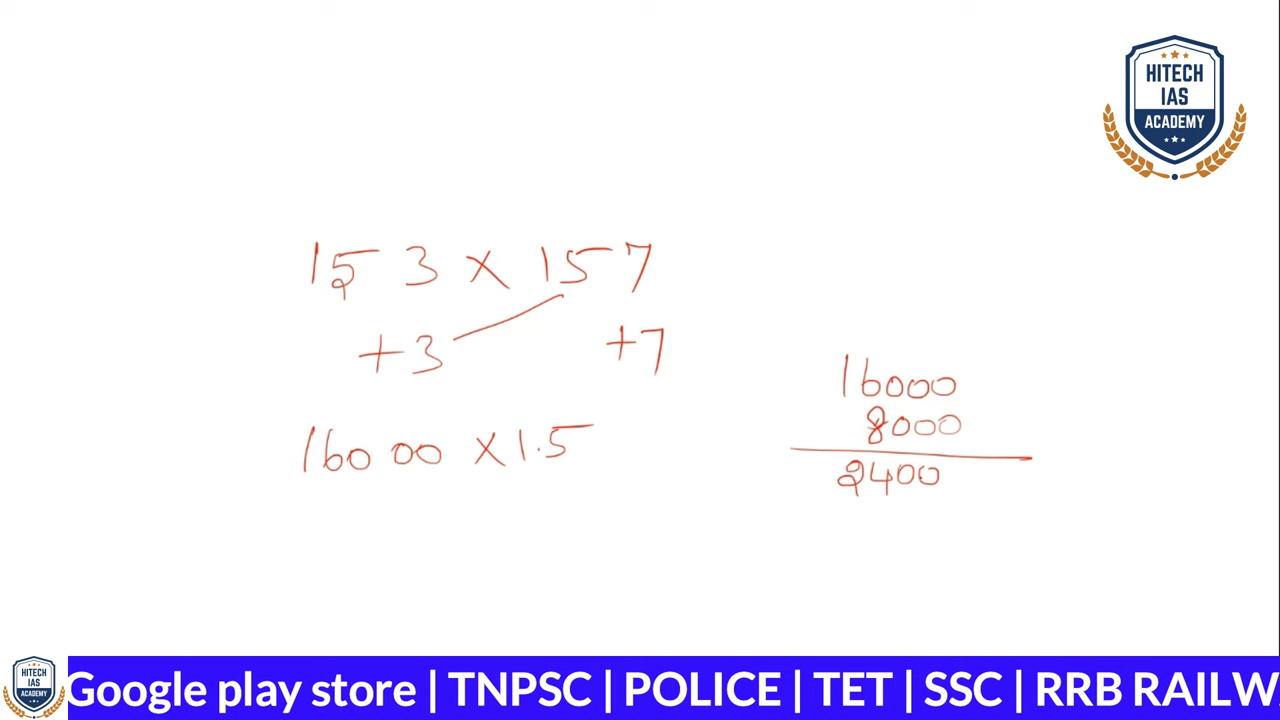 HITECH
IAS
ACADEMY
153 × 157
+3 +7
16000
8000
16000 × 1.5
2400
HITECH
IAS
ACADEMY
Google play store | TNPSC | POLICE | TET | SSC | RRB RAILW